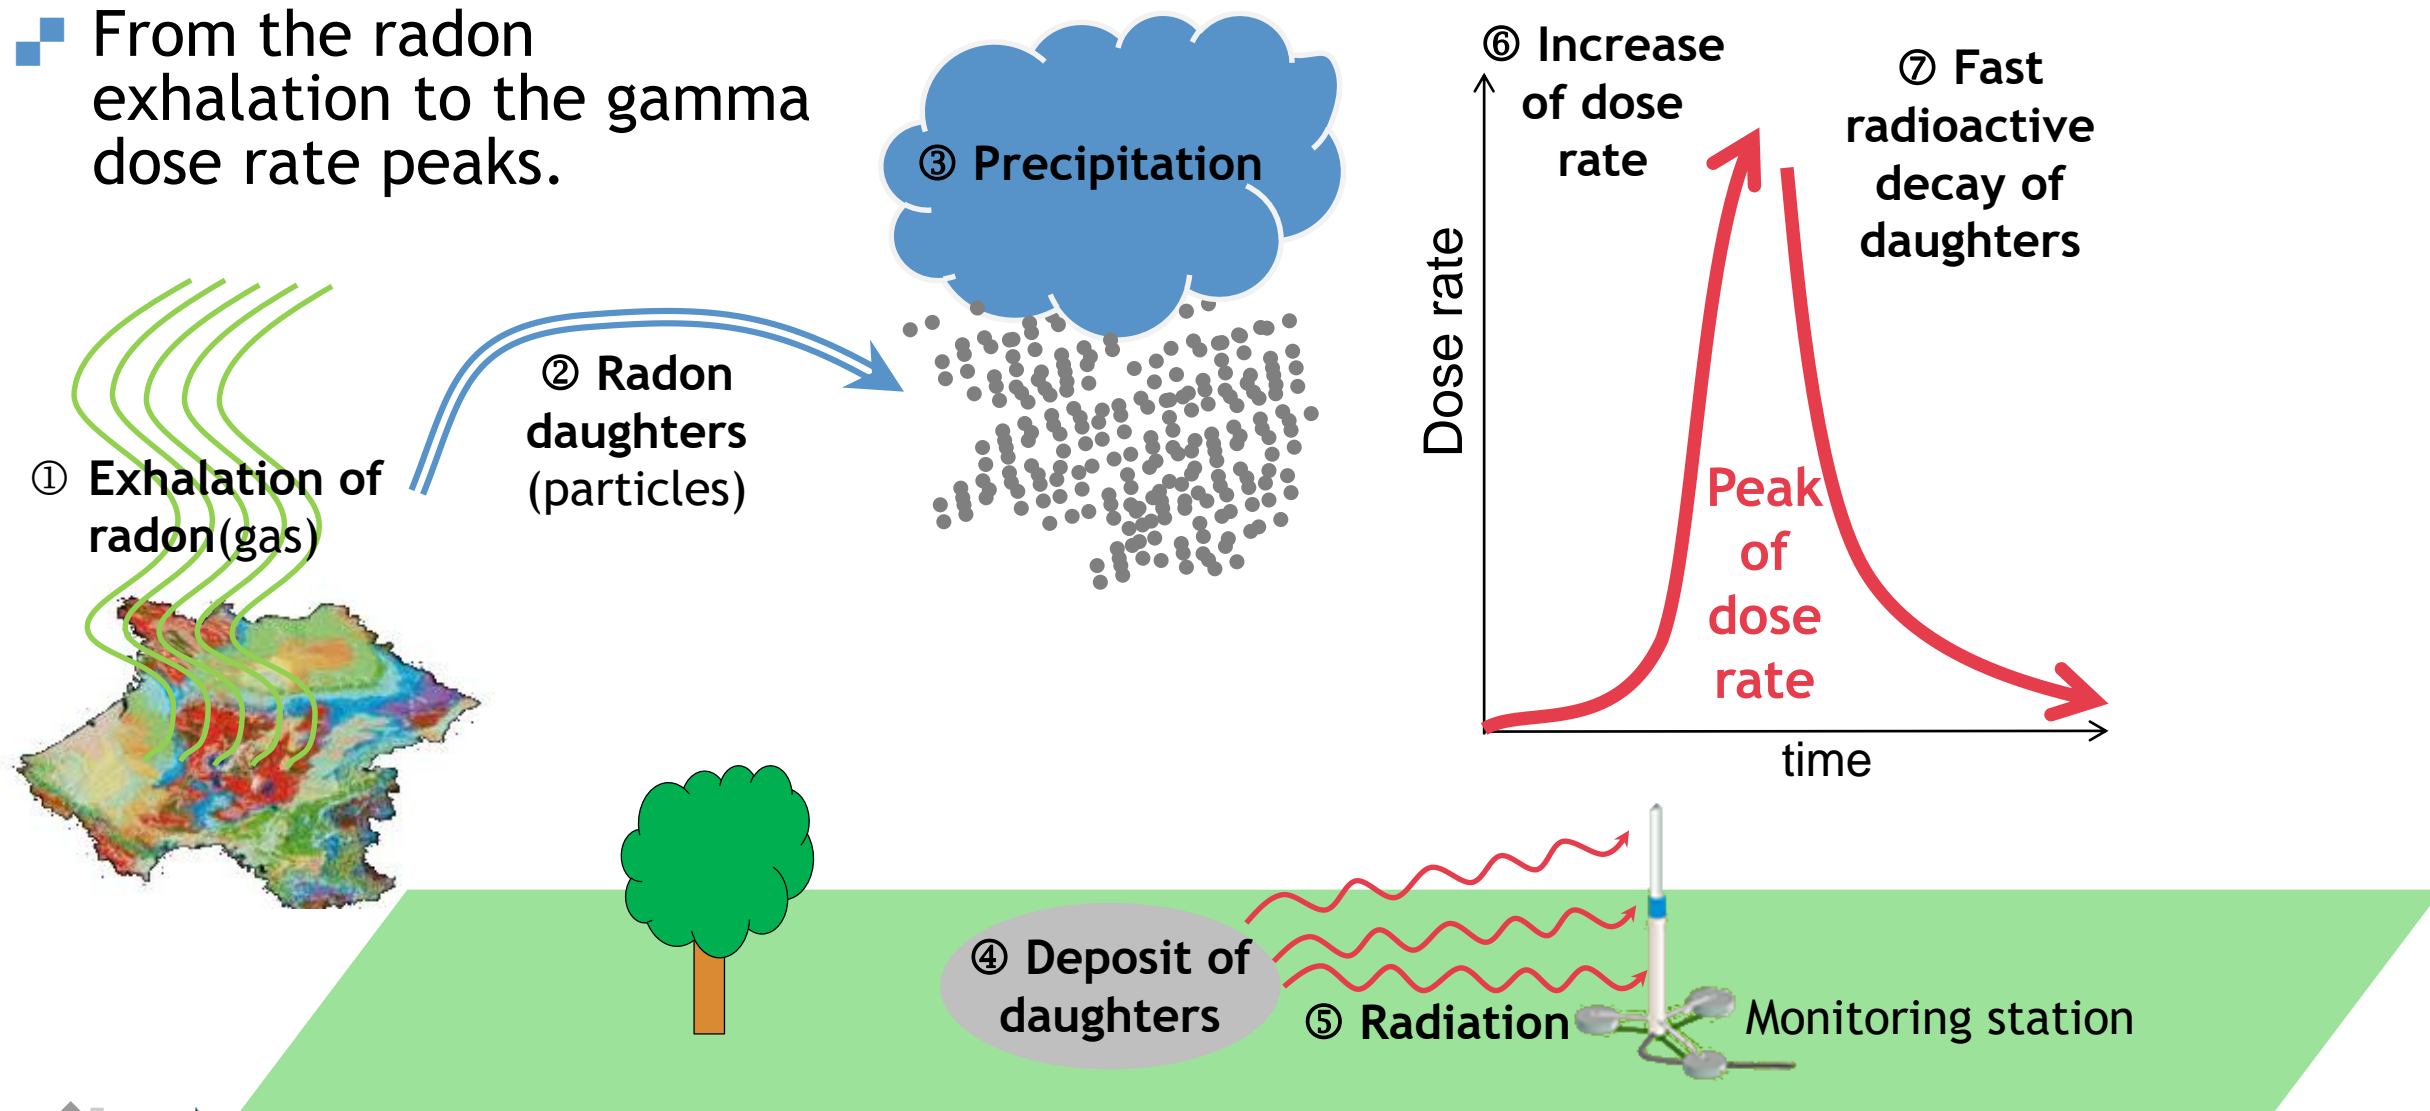 From the radon
exhalation to the gamma
dose rate peaks.
① Exhalation of
radon(gas)
② Radon
daughters
(particles)
③ Precipitation
④ Deposit of
daughters
⑤ Radiation
Monitoring station
⑥ Increase
of dose
rate
⑦ Fast
radioactive
decay of
daughters
Dose rate
Peak
of
dose
rate
time